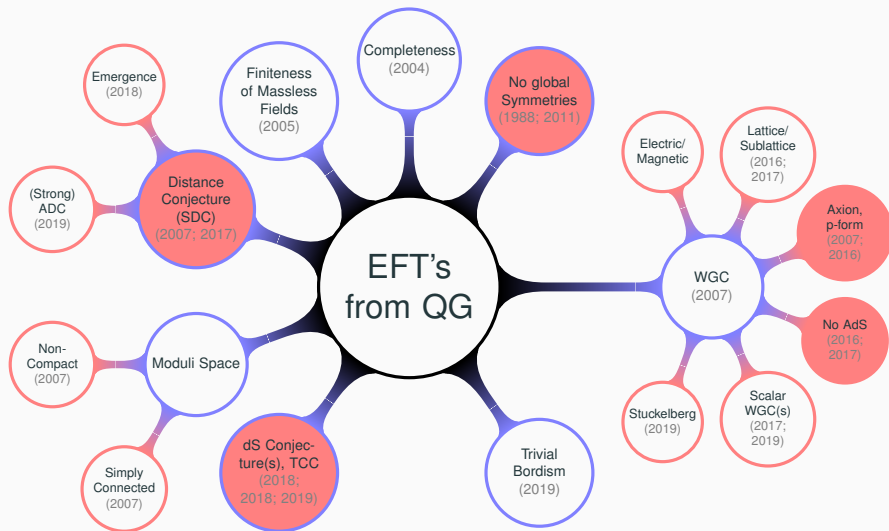 EFT's
from QG
Completeness
(2004)
No global
Symmetries
(1988; 2011)
Finiteness
of Massless
Fields
(2005)
Emergence
(2018)
Distance
Conjecture
(SDC)
(2007; 2017)
(Strong)
ADC
(2019)
Moduli Space
Non-
Compact
(2007)
Simply
Connected
(2007)
dS Conjec-
ture(s), TCC
(2018;
2018; 2019)
Trivial
Bordism
(2019)
WGC
(2007)
Electric/
Magnetic
Lattice/
Sublattice
(2016;
2017)
Axion,
p-form
(2007;
2016)
No AdS
(2016;
2017)
Scalar
WGC(s)
(2017;
2019)
Stuckelberg
(2019)